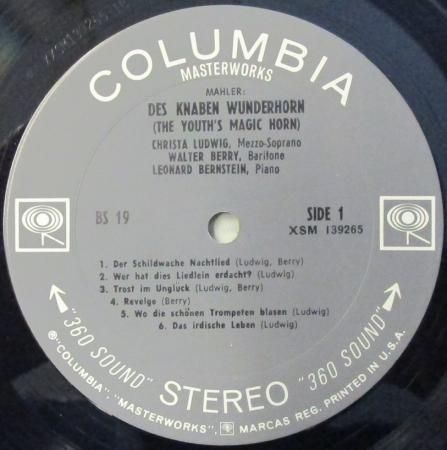 COLUMBIA
MASTERWORKS
MAHLER:
DES KNABEN WUNDERHORN
(THE YOUTH'S MAGIC HORN)
CHRISTA LUDWIG, Mezzo-Soprano
WALTER BERRY, Baritone
LEONARD BERNSTEIN, Piano
BS 19
SIDE 1
XSM 139265
1. Der Schildwache Nachtlied (Ludwig, Berry)
2. Wer hat dies Liedlein erdacht? (Ludwig)
3. Trost im Unglück (Ludwig, Berry)
4. Revelge (Berry)
5. Wo die schönen Trompeten blasen (Ludwig)
6. Das irdische Leben (Ludwig)
"360 SOUND" STEREO "360 SOUND"
®"COLUMBIA", "MASTERWORKS", MARCAS REG. PRINTED IN U.S.A.